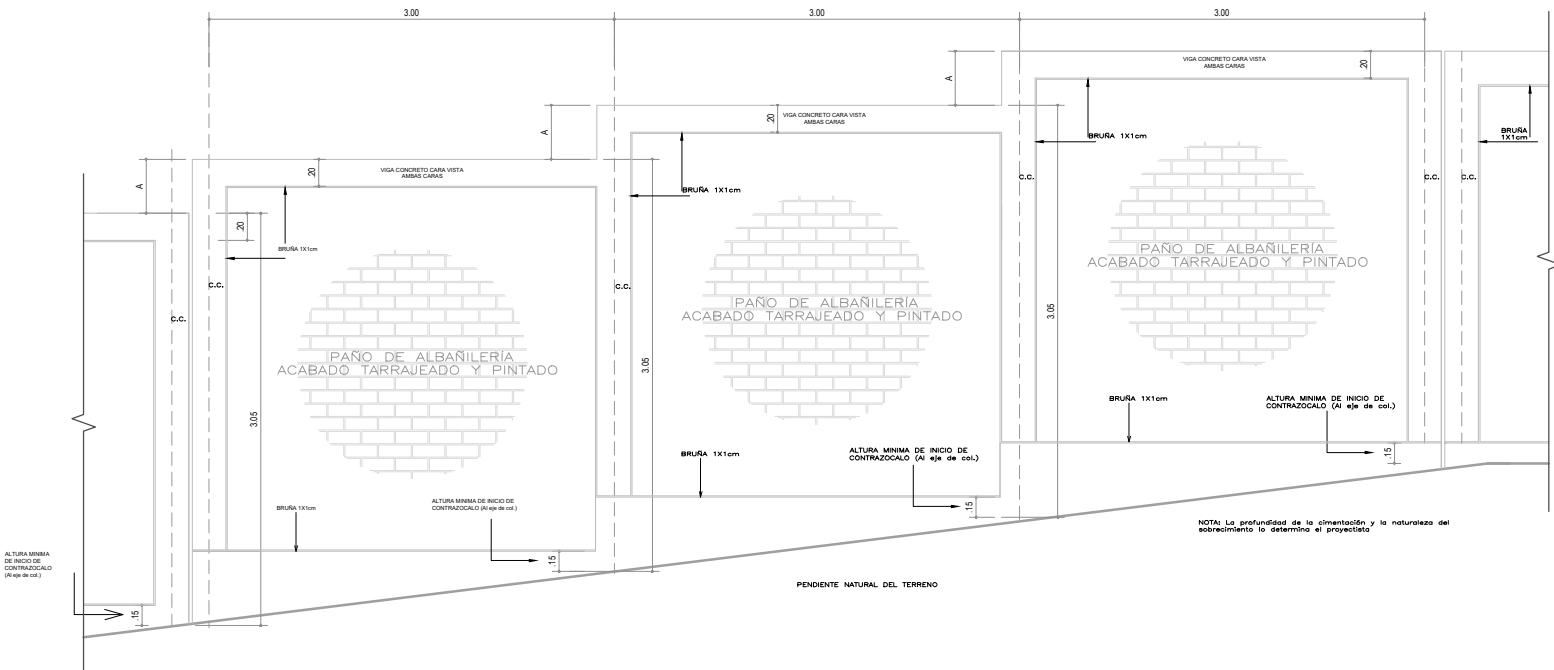 3.00
3.00
3.00
VIGA CONCRETO CARA VISTA
AMBAS CARAS
.20
A
VIGA CONCRETO CARA VISTA
AMBAS CARAS
.20
A
BRUÑA 1X1cm
BRUÑA
1X1cm
VIGA CONCRETO CARA VISTA
AMBAS CARAS
.20
A
BRUÑA 1X1cm
c.c.
c.c.
c.c.
.20
BRUÑA 1X1cm
PAÑO DE ALBAÑILERÍA
ACABADO TARRAJEADO Y PINTADO
c.c.
c.c.
c.c.
PAÑO DE ALBAÑILERÍA
ACABADO TARRAJEADO Y PINTADO
3.05
PAÑO DE ALBAÑILERÍA
ACABADO TARRAJEADO Y PINTADO
3.05
3.05
BRUÑA 1X1cm
ALTURA MINIMA DE INICIO DE
CONTRAZOCALO (Al eje de col.)
.15
BRUÑA 1X1cm
ALTURA MINIMA DE INICIO DE
CONTRAZOCALO (Al eje de col.)
.15
BRUÑA 1X1cm
ALTURA MINIMA DE INICIO DE
CONTRAZOCALO (Al eje de col.)
.15
NOTA: La profundidad de la cimentación y la naturaleza del
sobrecimiento lo determina el proyectista
ALTURA MINIMA
DE INICIO DE
CONTRAZOCALO
(Al eje de col.)
.15
PENDIENTE NATURAL DEL TERRENO